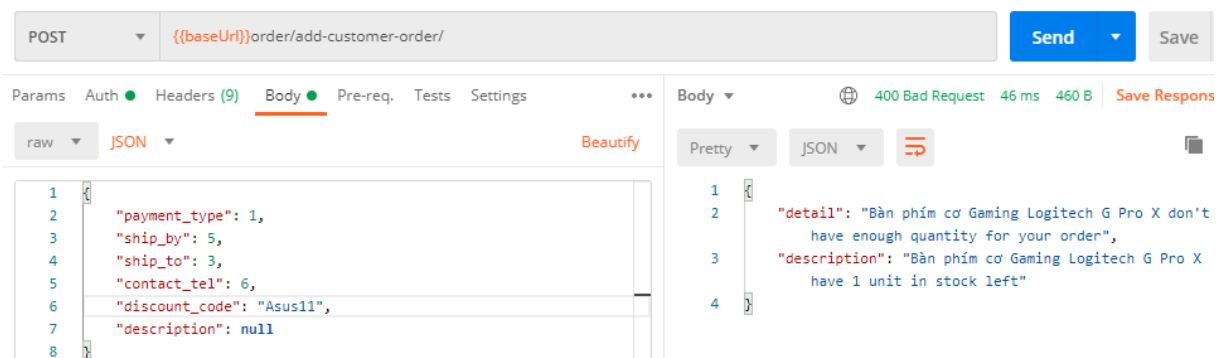 POST {{baseUrl}}order/add-customer-order/ Send Save
Params Auth Headers (9) Body Pre-req. Tests Settings •••
raw JSON Beautify
1 {
2 "payment_type": 1,
3 "ship_by": 5,
4 "ship_to": 3,
5 "contact_tel": 6,
6 "discount_code": "Asus11",
7 "description": null
8 }
Body 400 Bad Request 46 ms 460 B Save Respons
Pretty JSON
1 {
2 "detail": "Bàn phím cơ Gaming Logitech G Pro X don't
have enough quantity for your order",
3 "description": "Bàn phím cơ Gaming Logitech G Pro X
have 1 unit in stock left"
4 }